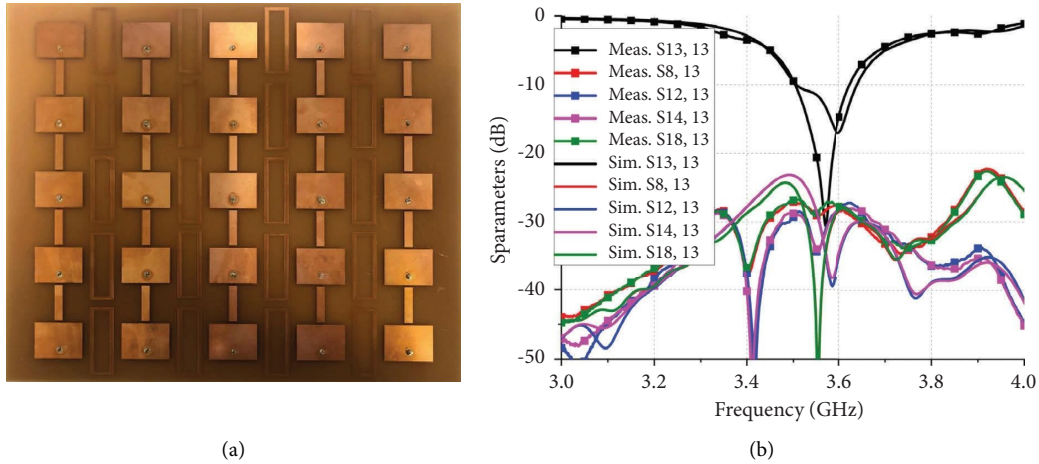 0
-10
-20
-30
-40
-50
Sparameters (dB)
Meas. S13, 13
Meas. S8, 13
Meas. S12, 13
Meas. S14, 13
Meas. S18, 13
Sim. S13, 13
Sim. S8, 13
Sim. S12, 13
Sim. S14, 13
Sim. S18, 13
3.0 3.2 3.4 3.6 3.8 4.0
Frequency (GHz)
(a) (b)